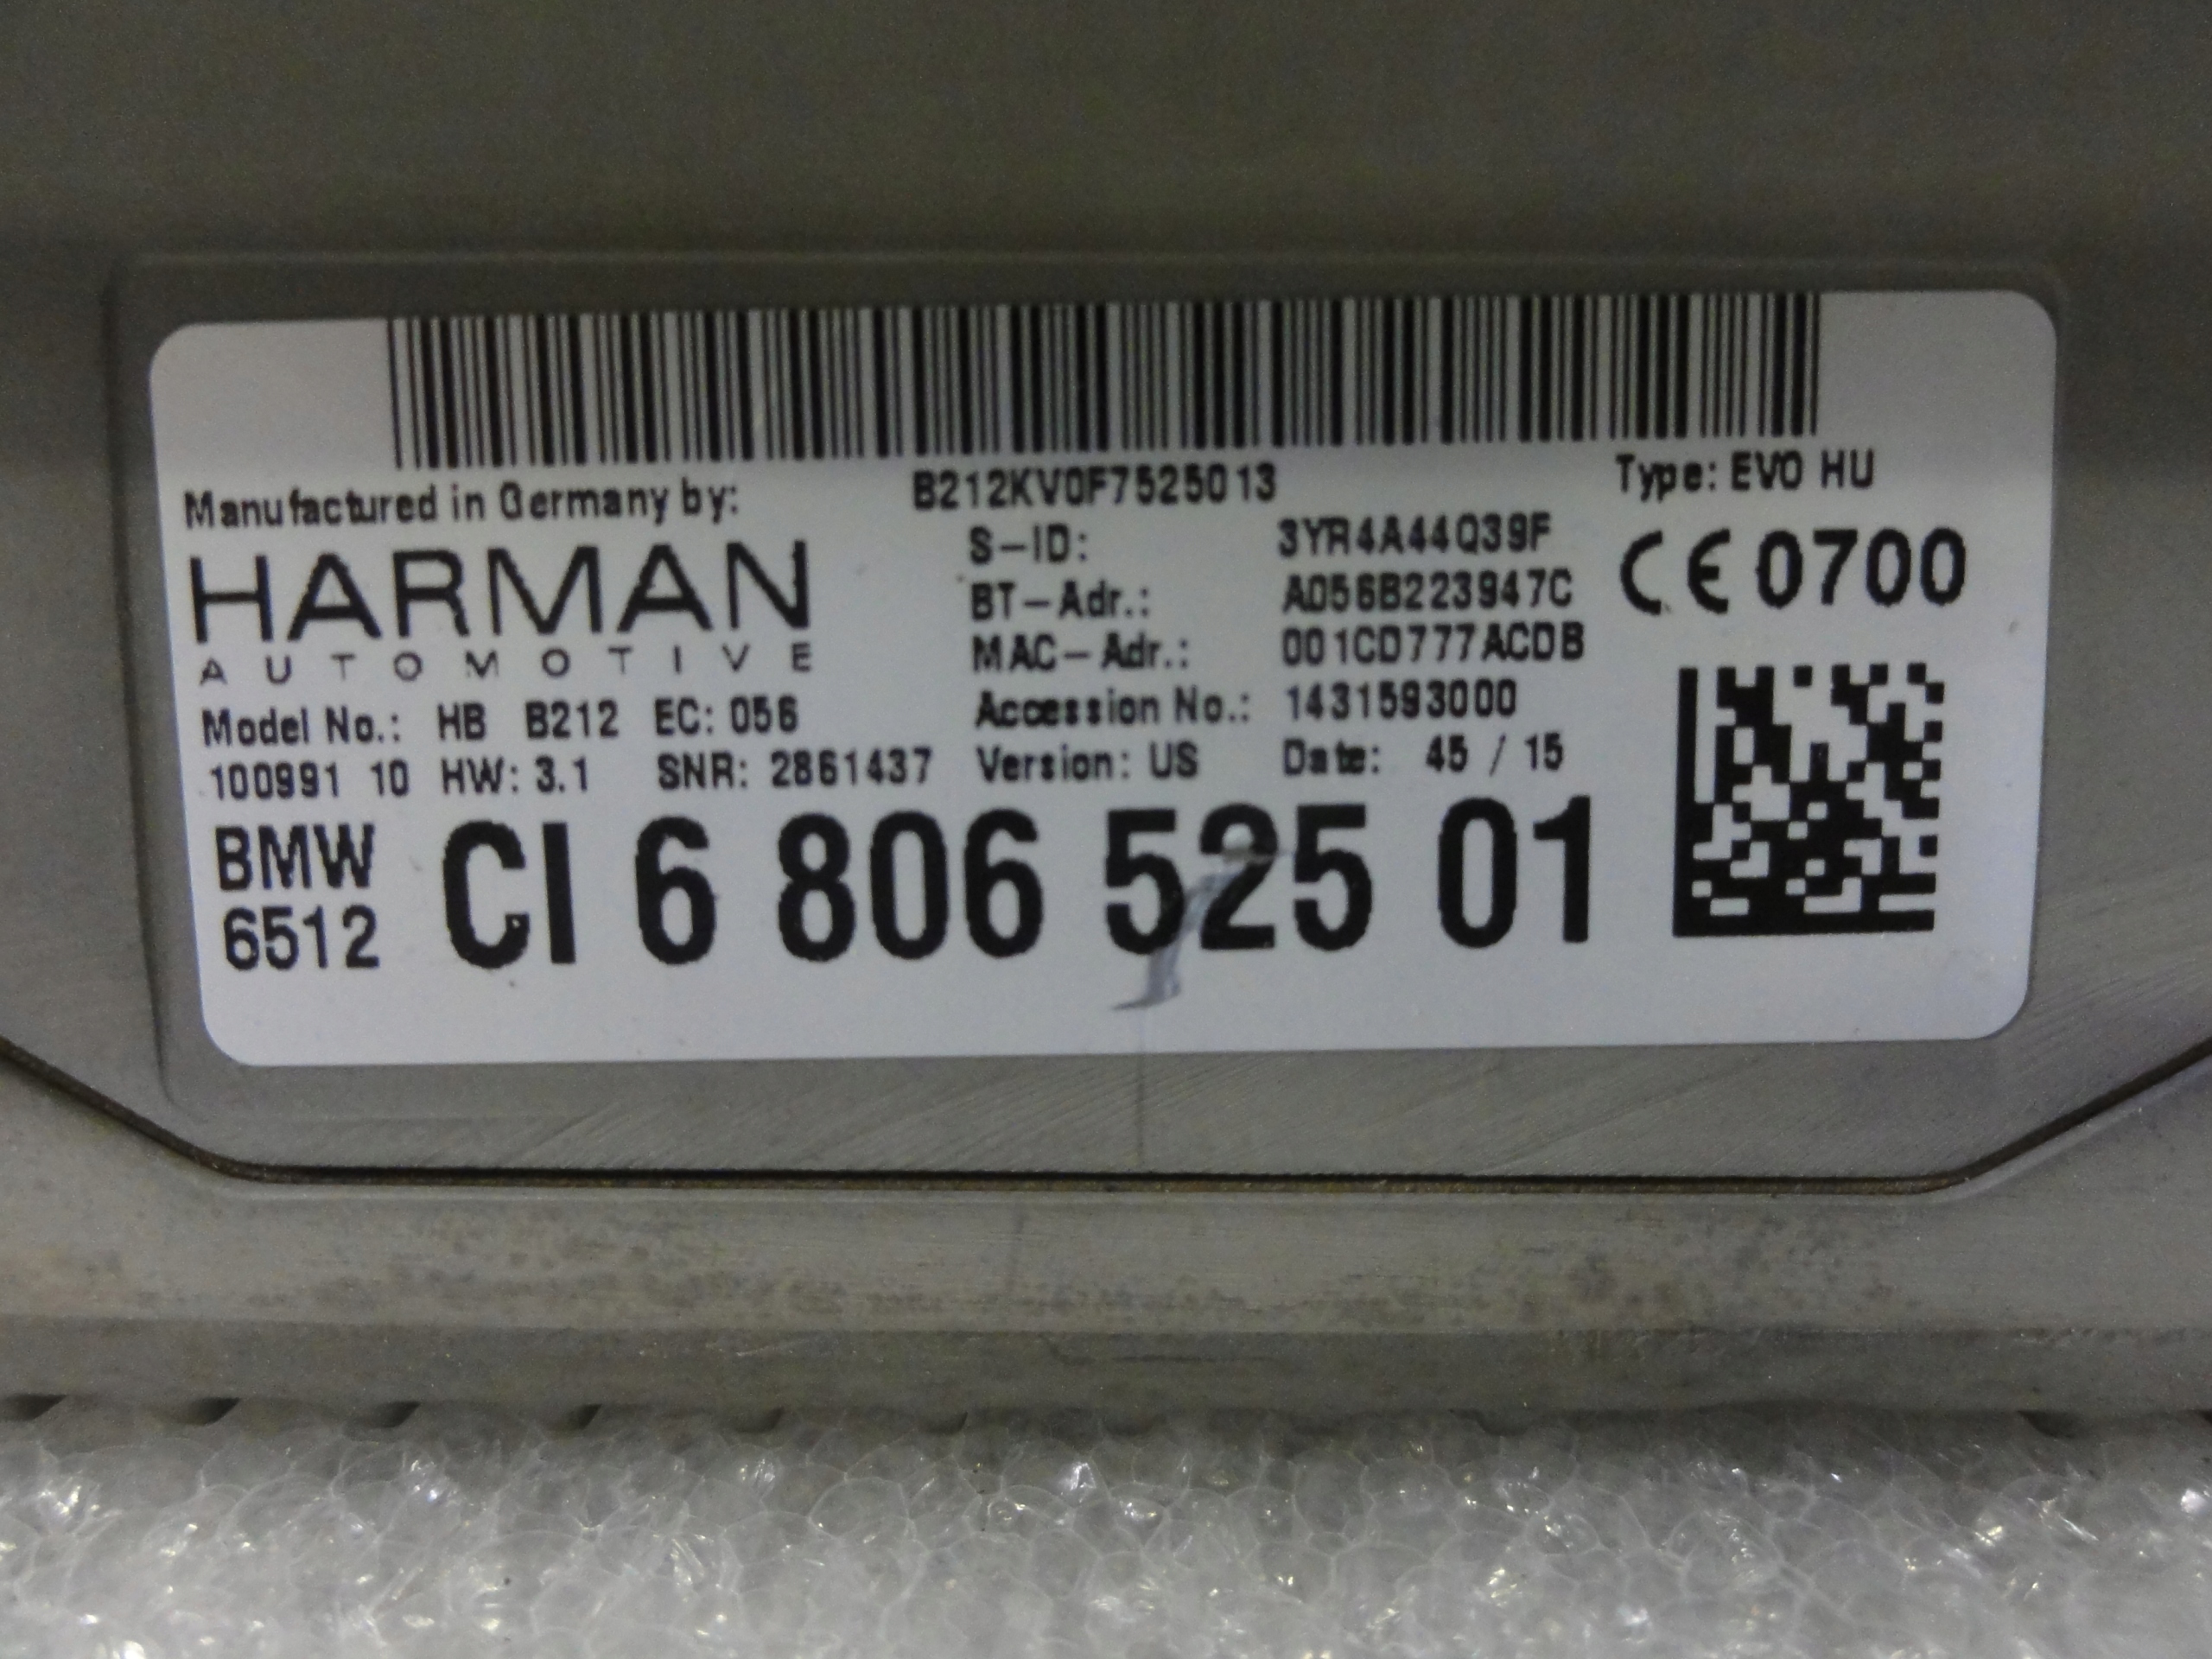 Manufactured in Germany by: B212KV0F7525013 Type: EVO HU
HARMAN
AUTOMOTIVE
S-ID: 3YR4A44Q39F
BT-Adr.: A056B223947C
MAC-Adr.: 001CD777ACDB
CE 0700
Model No.: HB B212 EC: 056 Accession No.: 1431593000
100991 10 HW: 3.1 SNR: 2861437 Version: US Date: 45 / 15
BMW
6512
CI 6 806 525 01